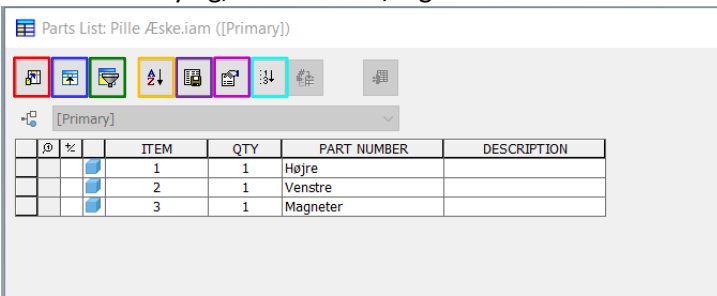 Parts List: Pille Æske.iam ([Primary])
[Primary]
ITEM QTY PART NUMBER DESCRIPTION
1 1 Højre
2 1 Venstre
3 1 Magneter